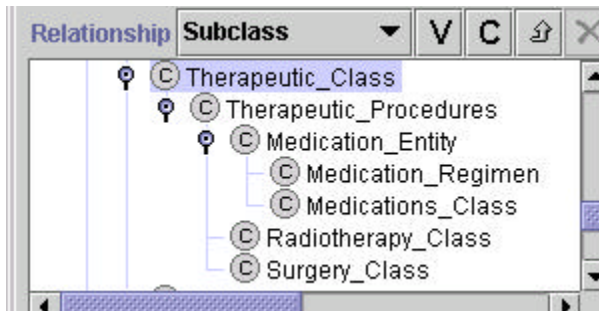 Relationship Subclass V C
C Therapeutic_Class
C Therapeutic_Procedures
C Medication_Entity
C Medication_Regimen
C Medications_Class
C Radiotherapy_Class
C Surgery_Class